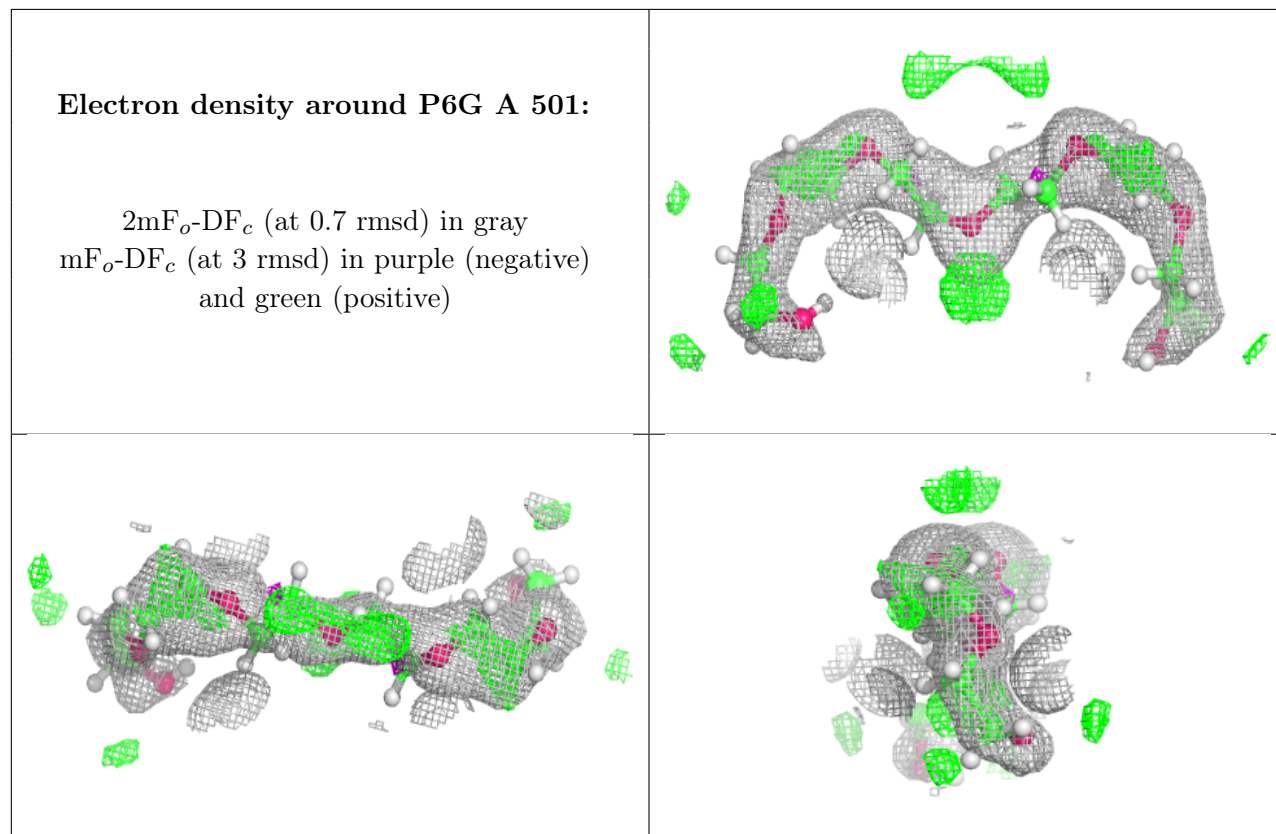 Electron density around P6G A 501:
2mFo-DFc (at 0.7 rmsd) in gray
mFo-DFc (at 3 rmsd) in purple (negative)
and green (positive)